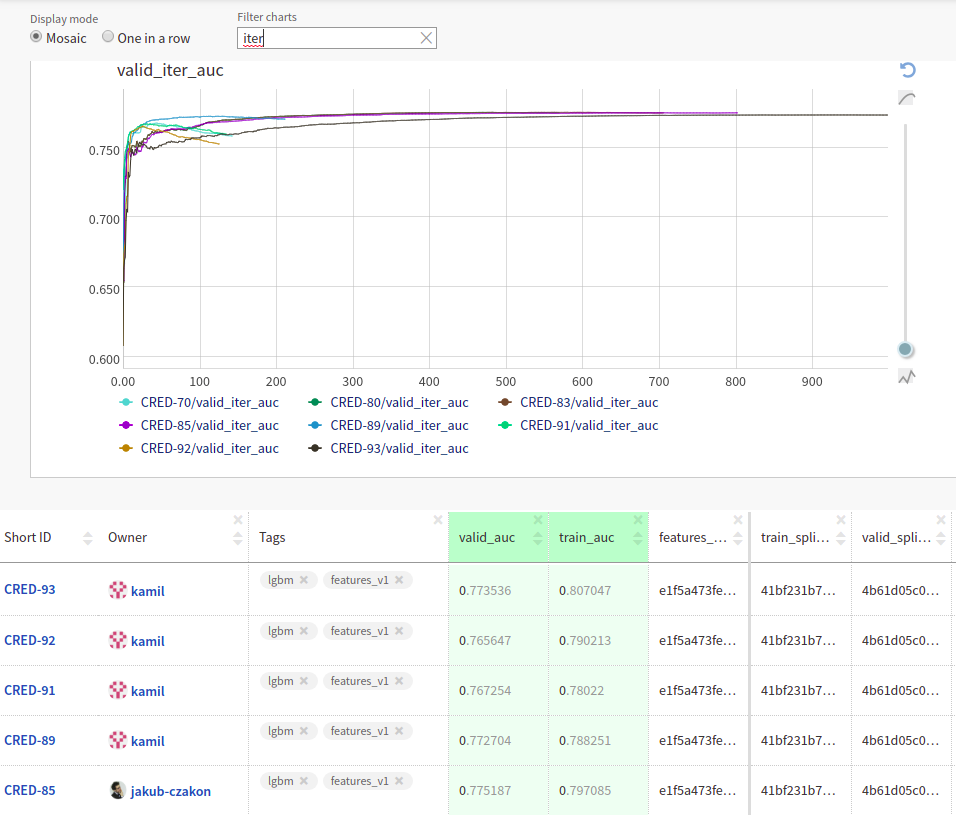 Display mode
Filter charts
Mosaic
One in a row
iter
valid_iter_auc
0.750
0.700
0.650
0.600
0.00 100 200 300 400 500 600 700 800 900
CRED-70/valid_iter_auc CRED-80/valid_iter_auc CRED-83/valid_iter_auc
CRED-85/valid_iter_auc CRED-89/valid_iter_auc CRED-91/valid_iter_auc
CRED-92/valid_iter_auc CRED-93/valid_iter_auc
Short ID Owner Tags valid_auc train_auc features_... train_spli... valid_spli...
CRED-93 kamil lgbm features_v1 0.773536 0.807047 e1f5a473fe... 41bf231b7... 4b61d05c0...
CRED-92 kamil lgbm features_v1 0.765647 0.790213 e1f5a473fe... 41bf231b7... 4b61d05c0...
CRED-91 kamil lgbm features_v1 0.767254 0.78022 e1f5a473fe... 41bf231b7... 4b61d05c0...
CRED-89 kamil lgbm features_v1 0.772704 0.788251 e1f5a473fe... 41bf231b7... 4b61d05c0...
CRED-85 jakub-czakon lgbm features_v1 0.775187 0.797085 e1f5a473fe... 41bf231b7... 4b61d05c0...